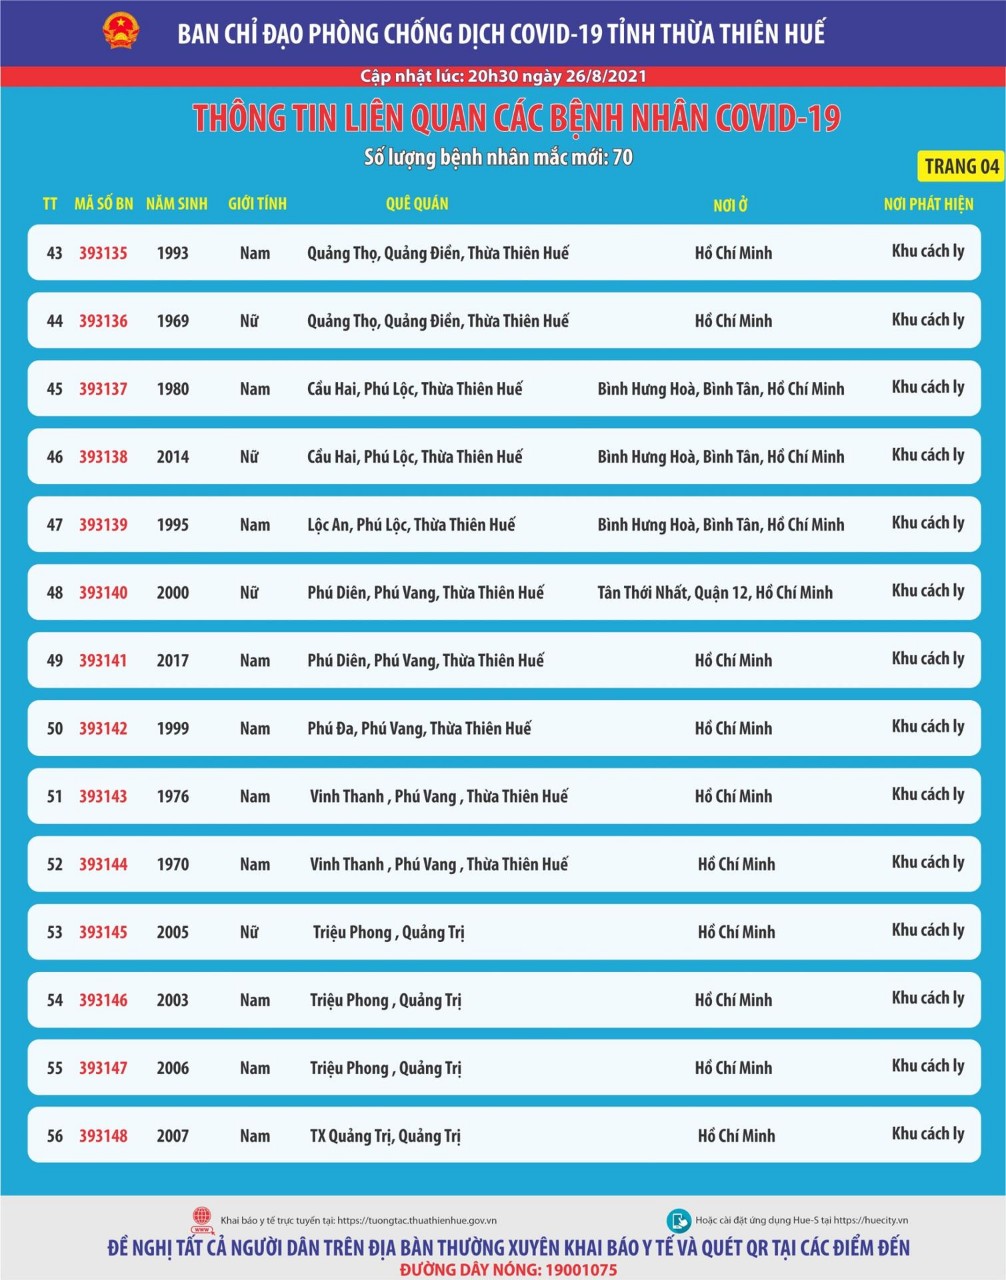 BAN CHỈ ĐẠO PHÒNG CHỐNG DỊCH COVID-19 TỈNH THỪA THIÊN HUẾ
Cập nhật lúc: 20h30 ngày 26/8/2021
THÔNG TIN LIÊN QUAN CÁC BỆNH NHÂN COVID-19
Số lượng bệnh nhân mắc mới: 70
TRANG 04
TT MÃ SỐ BN NĂM SINH GIỚI TÍNH QUÊ QUÁN NƠI Ở NƠI PHÁT HIỆN
43 393135 1993 Nam Quảng Thọ, Quảng Điền, Thừa Thiên Huế Hồ Chí Minh Khu cách ly
44 393136 1969 Nữ Quảng Thọ, Quảng Điền, Thừa Thiên Huế Hồ Chí Minh Khu cách ly
45 393137 1980 Nam Cầu Hai, Phú Lộc, Thừa Thiên Huế Bình Hưng Hoà, Bình Tân, Hồ Chí Minh Khu cách ly
46 393138 2014 Nữ Cầu Hai, Phú Lộc, Thừa Thiên Huế Bình Hưng Hoà, Bình Tân, Hồ Chí Minh Khu cách ly
47 393139 1995 Nam Lộc An, Phú Lộc, Thừa Thiên Huế Bình Hưng Hoà, Bình Tân, Hồ Chí Minh Khu cách ly
48 393140 2000 Nữ Phú Diên, Phú Vang, Thừa Thiên Huế Tân Thới Nhất, Quận 12, Hồ Chí Minh Khu cách ly
49 393141 2017 Nam Phú Diên, Phú Vang, Thừa Thiên Huế Hồ Chí Minh Khu cách ly
50 393142 1999 Nam Phú Đa, Phú Vang, Thừa Thiên Huế Hồ Chí Minh Khu cách ly
51 393143 1976 Nam Vinh Thanh , Phú Vang , Thừa Thiên Huế Hồ Chí Minh Khu cách ly
52 393144 1970 Nam Vinh Thanh , Phú Vang , Thừa Thiên Huế Hồ Chí Minh Khu cách ly
53 393145 2005 Nữ Triệu Phong , Quảng Trị Hồ Chí Minh Khu cách ly
54 393146 2003 Nam Triệu Phong , Quảng Trị Hồ Chí Minh Khu cách ly
55 393147 2006 Nam Triệu Phong , Quảng Trị Hồ Chí Minh Khu cách ly
56 393148 2007 Nam TX Quảng Trị, Quảng Trị Hồ Chí Minh Khu cách ly
WWW Khai báo y tế trực tuyến tại: https://tuongtac.thuathienhue.gov.vn Hoặc cài đặt ứng dụng Hue-S tại https://huecity.vn
ĐỀ NGHỊ TẤT CẢ NGƯỜI DÂN TRÊN ĐỊA BÀN THƯỜNG XUYÊN KHAI BÁO Y TẾ VÀ QUÉT QR TẠI CÁC ĐIỂM ĐẾN
ĐƯỜNG DÂY NÓNG: 19001075